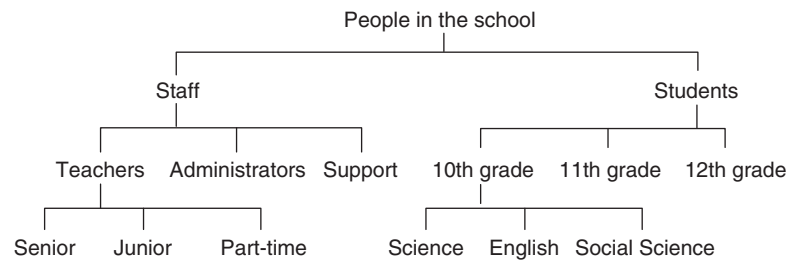 People in the school
Staff Students
Teachers Administrators Support 10th grade 11th grade 12th grade
Senior Junior Part-time Science English Social Science